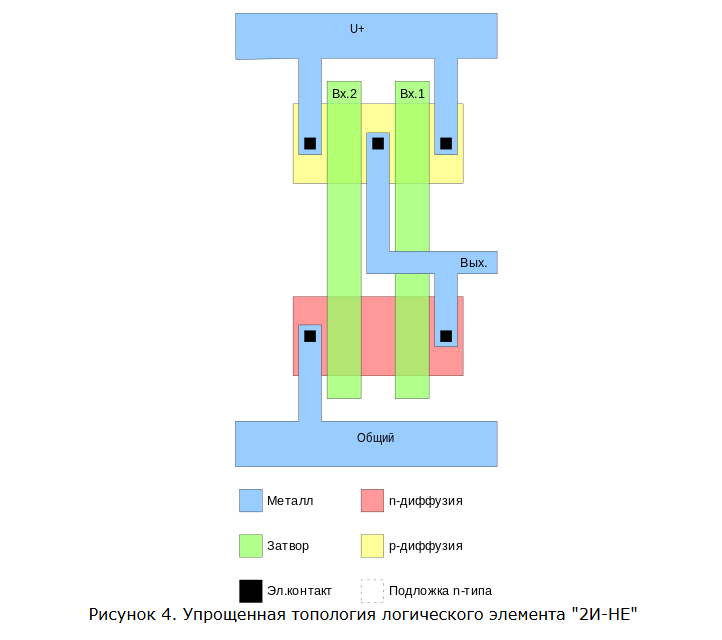 U+
Вх.2 Вх.1
Вых.
Общий
Металл n-диффузия
Затвор p-диффузия
Эл.контакт Подложка n-типа
Рисунок 4. Упрощенная топология логического элемента "2И-НЕ"